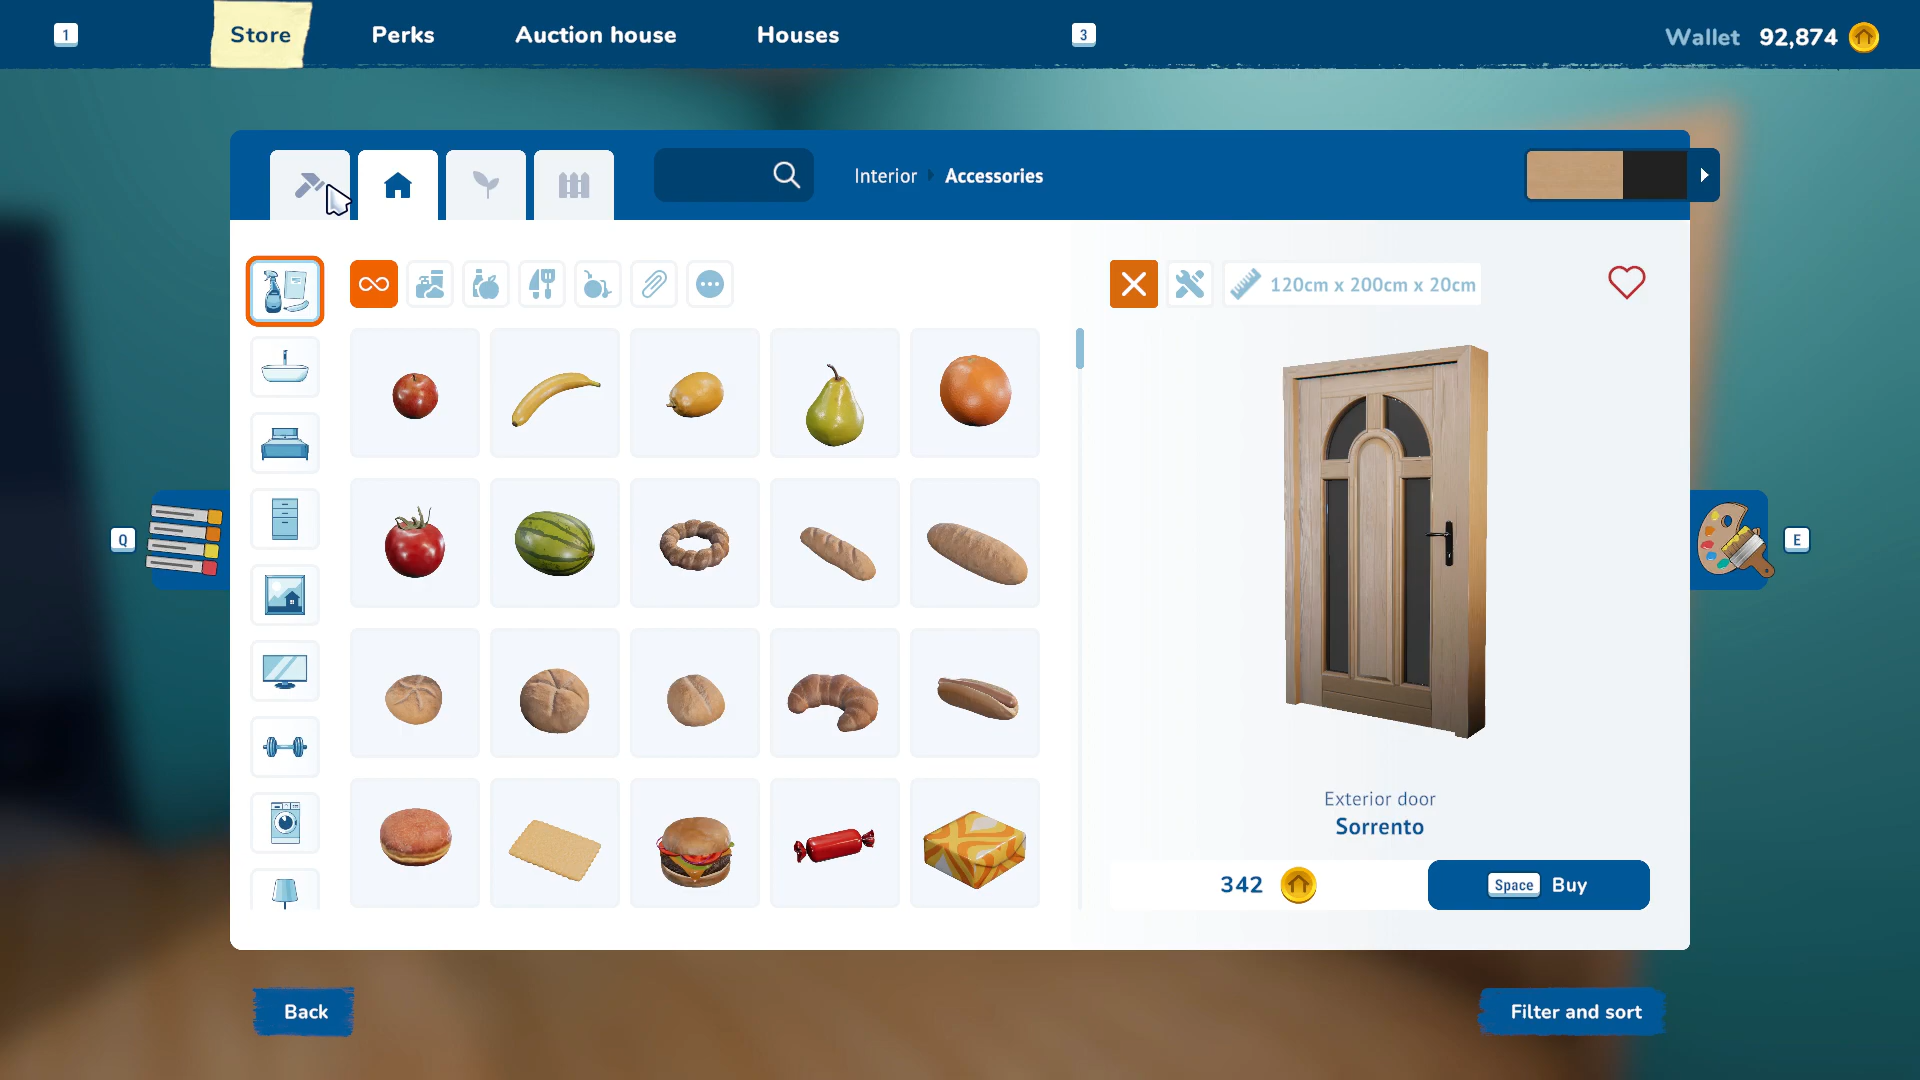 1
Store
Perks
Auction house
Houses
3
Wallet 92,874
Interior
Accessories
120cm x 200cm x 20cm
Q
E
Exterior door
Sorrento
342
Space Buy
Back
Filter and sort